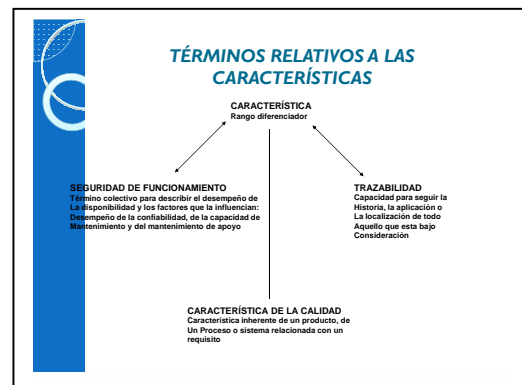 TÉRMINOS RELATIVOS A LAS
CARACTERÍSTICAS
CARACTERÍSTICA
Rango diferenciador
SEGURIDAD DE FUNCIONAMIENTO
Término colectivo para describir el desempeño de
La disponibilidad y los factores que la influencian:
Desempeño de la confiabilidad, de la capacidad de
Mantenimiento y del mantenimiento de apoyo
TRAZABILIDAD
Capacidad para seguir la
Historia, la aplicación o
La localización de todo
Aquello que esta bajo
Consideración
CARACTERÍSTICA DE LA CALIDAD
Característica inherente de un producto, de
Un Proceso o sistema relacionada con un
requisito